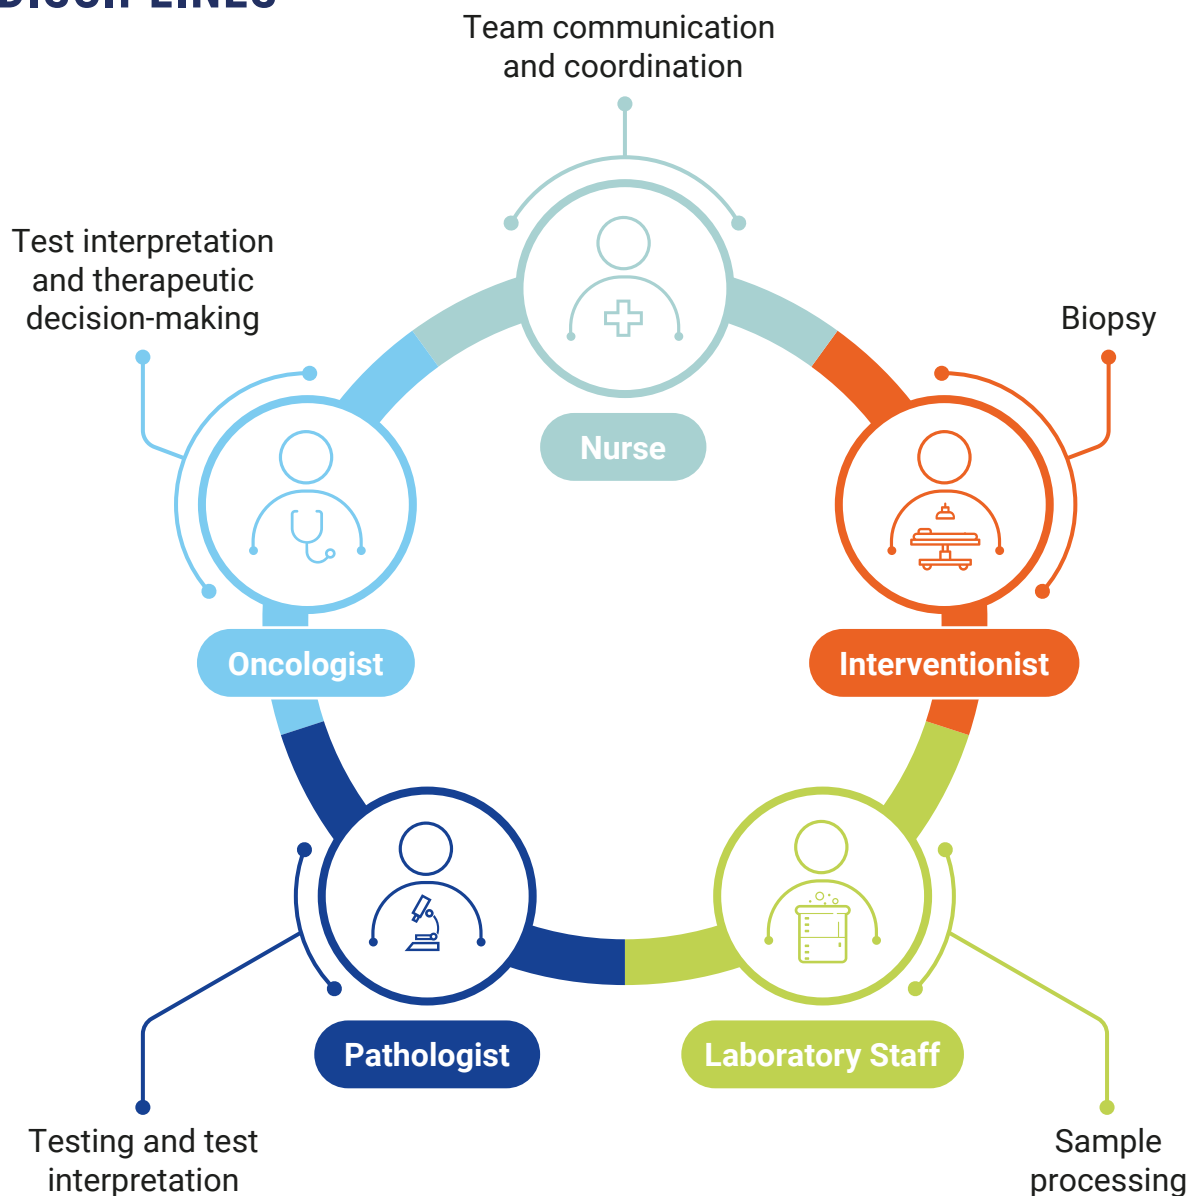 DISCIPLINES
Team communication
and coordination
Test interpretation
and therapeutic
decision-making
Biopsy
Nurse
Oncologist
Interventionist
Pathologist
Laboratory Staff
Testing and test
interpretation
Sample
processing